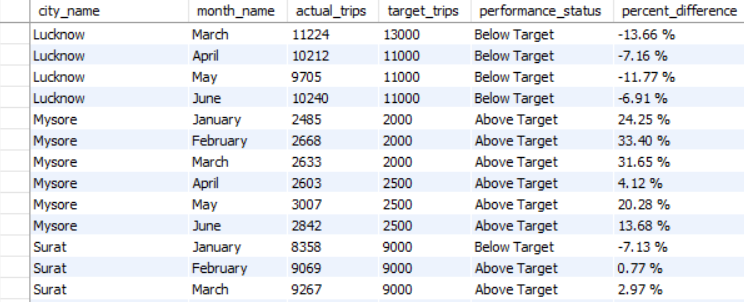 city_name month_name actual_trips target_trips performance_status percent_difference
Lucknow March 11224 13000 Below Target -13.66 %
Lucknow April 10212 11000 Below Target -7.16 %
Lucknow May 9705 11000 Below Target -11.77 %
Lucknow June 10240 11000 Below Target -6.91 %
Mysore January 2485 2000 Above Target 24.25 %
Mysore February 2668 2000 Above Target 33.40 %
Mysore March 2633 2000 Above Target 31.65 %
Mysore April 2603 2500 Above Target 4.12 %
Mysore May 3007 2500 Above Target 20.28 %
Mysore June 2842 2500 Above Target 13.68 %
Surat January 8358 9000 Below Target -7.13 %
Surat February 9069 9000 Above Target 0.77 %
Surat March 9267 9000 Above Target 2.97 %